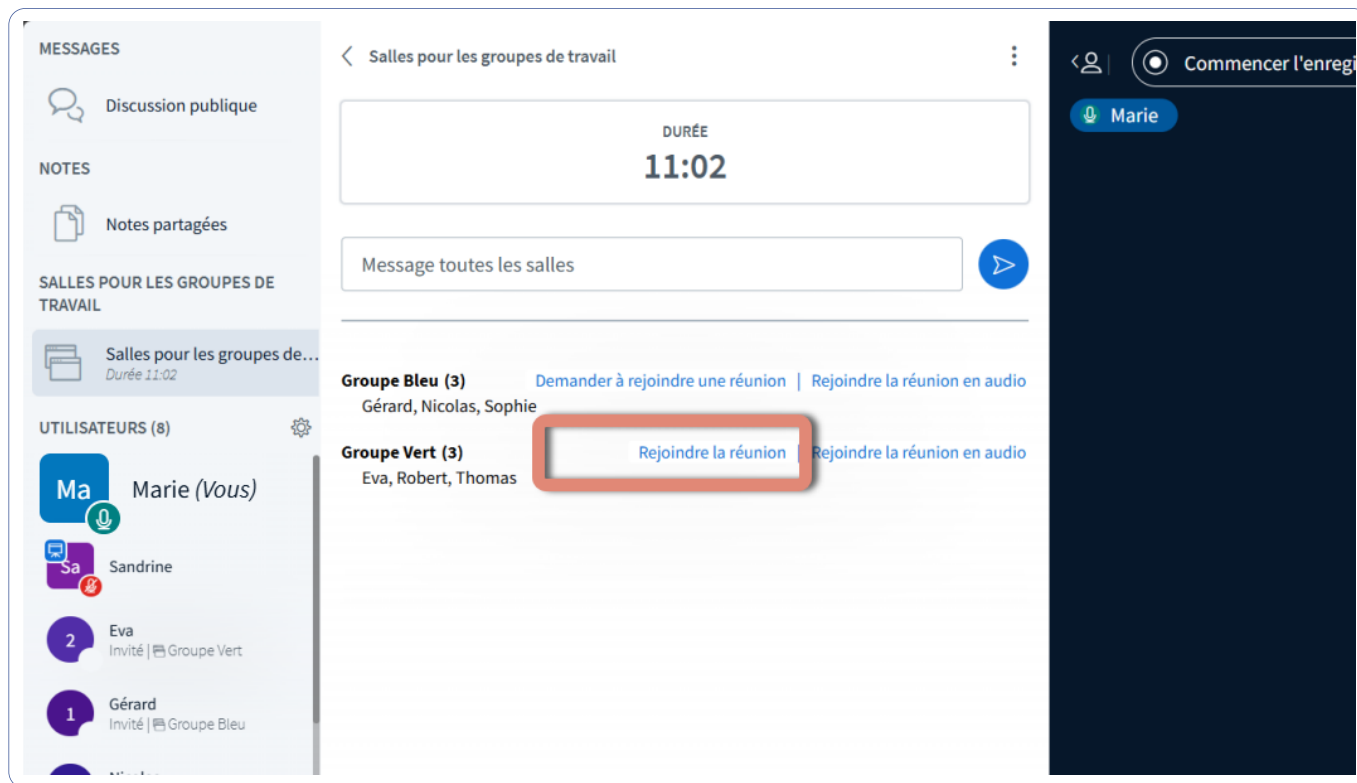 MESSAGES
Discussion publique
NOTES
Notes partagées
SALLES POUR LES GROUPES DE
TRAVAIL
Salles pour les groupes de...
Durée 11:02
UTILISATEURS (8)
Ma
Marie (Vous)
Sa
Sandrine
2
Eva
Invité | Groupe Vert
1
Gérard
Invité | Groupe Bleu
Salles pour les groupes de travail
DURÉE
11:02
Message toutes les salles
Groupe Bleu (3) Demander à rejoindre une réunion | Rejoindre la réunion en audio
Gérard, Nicolas, Sophie
Groupe Vert (3) Rejoindre la réunion | Rejoindre la réunion en audio
Eva, Robert, Thomas
Commencer l'enregi
Marie